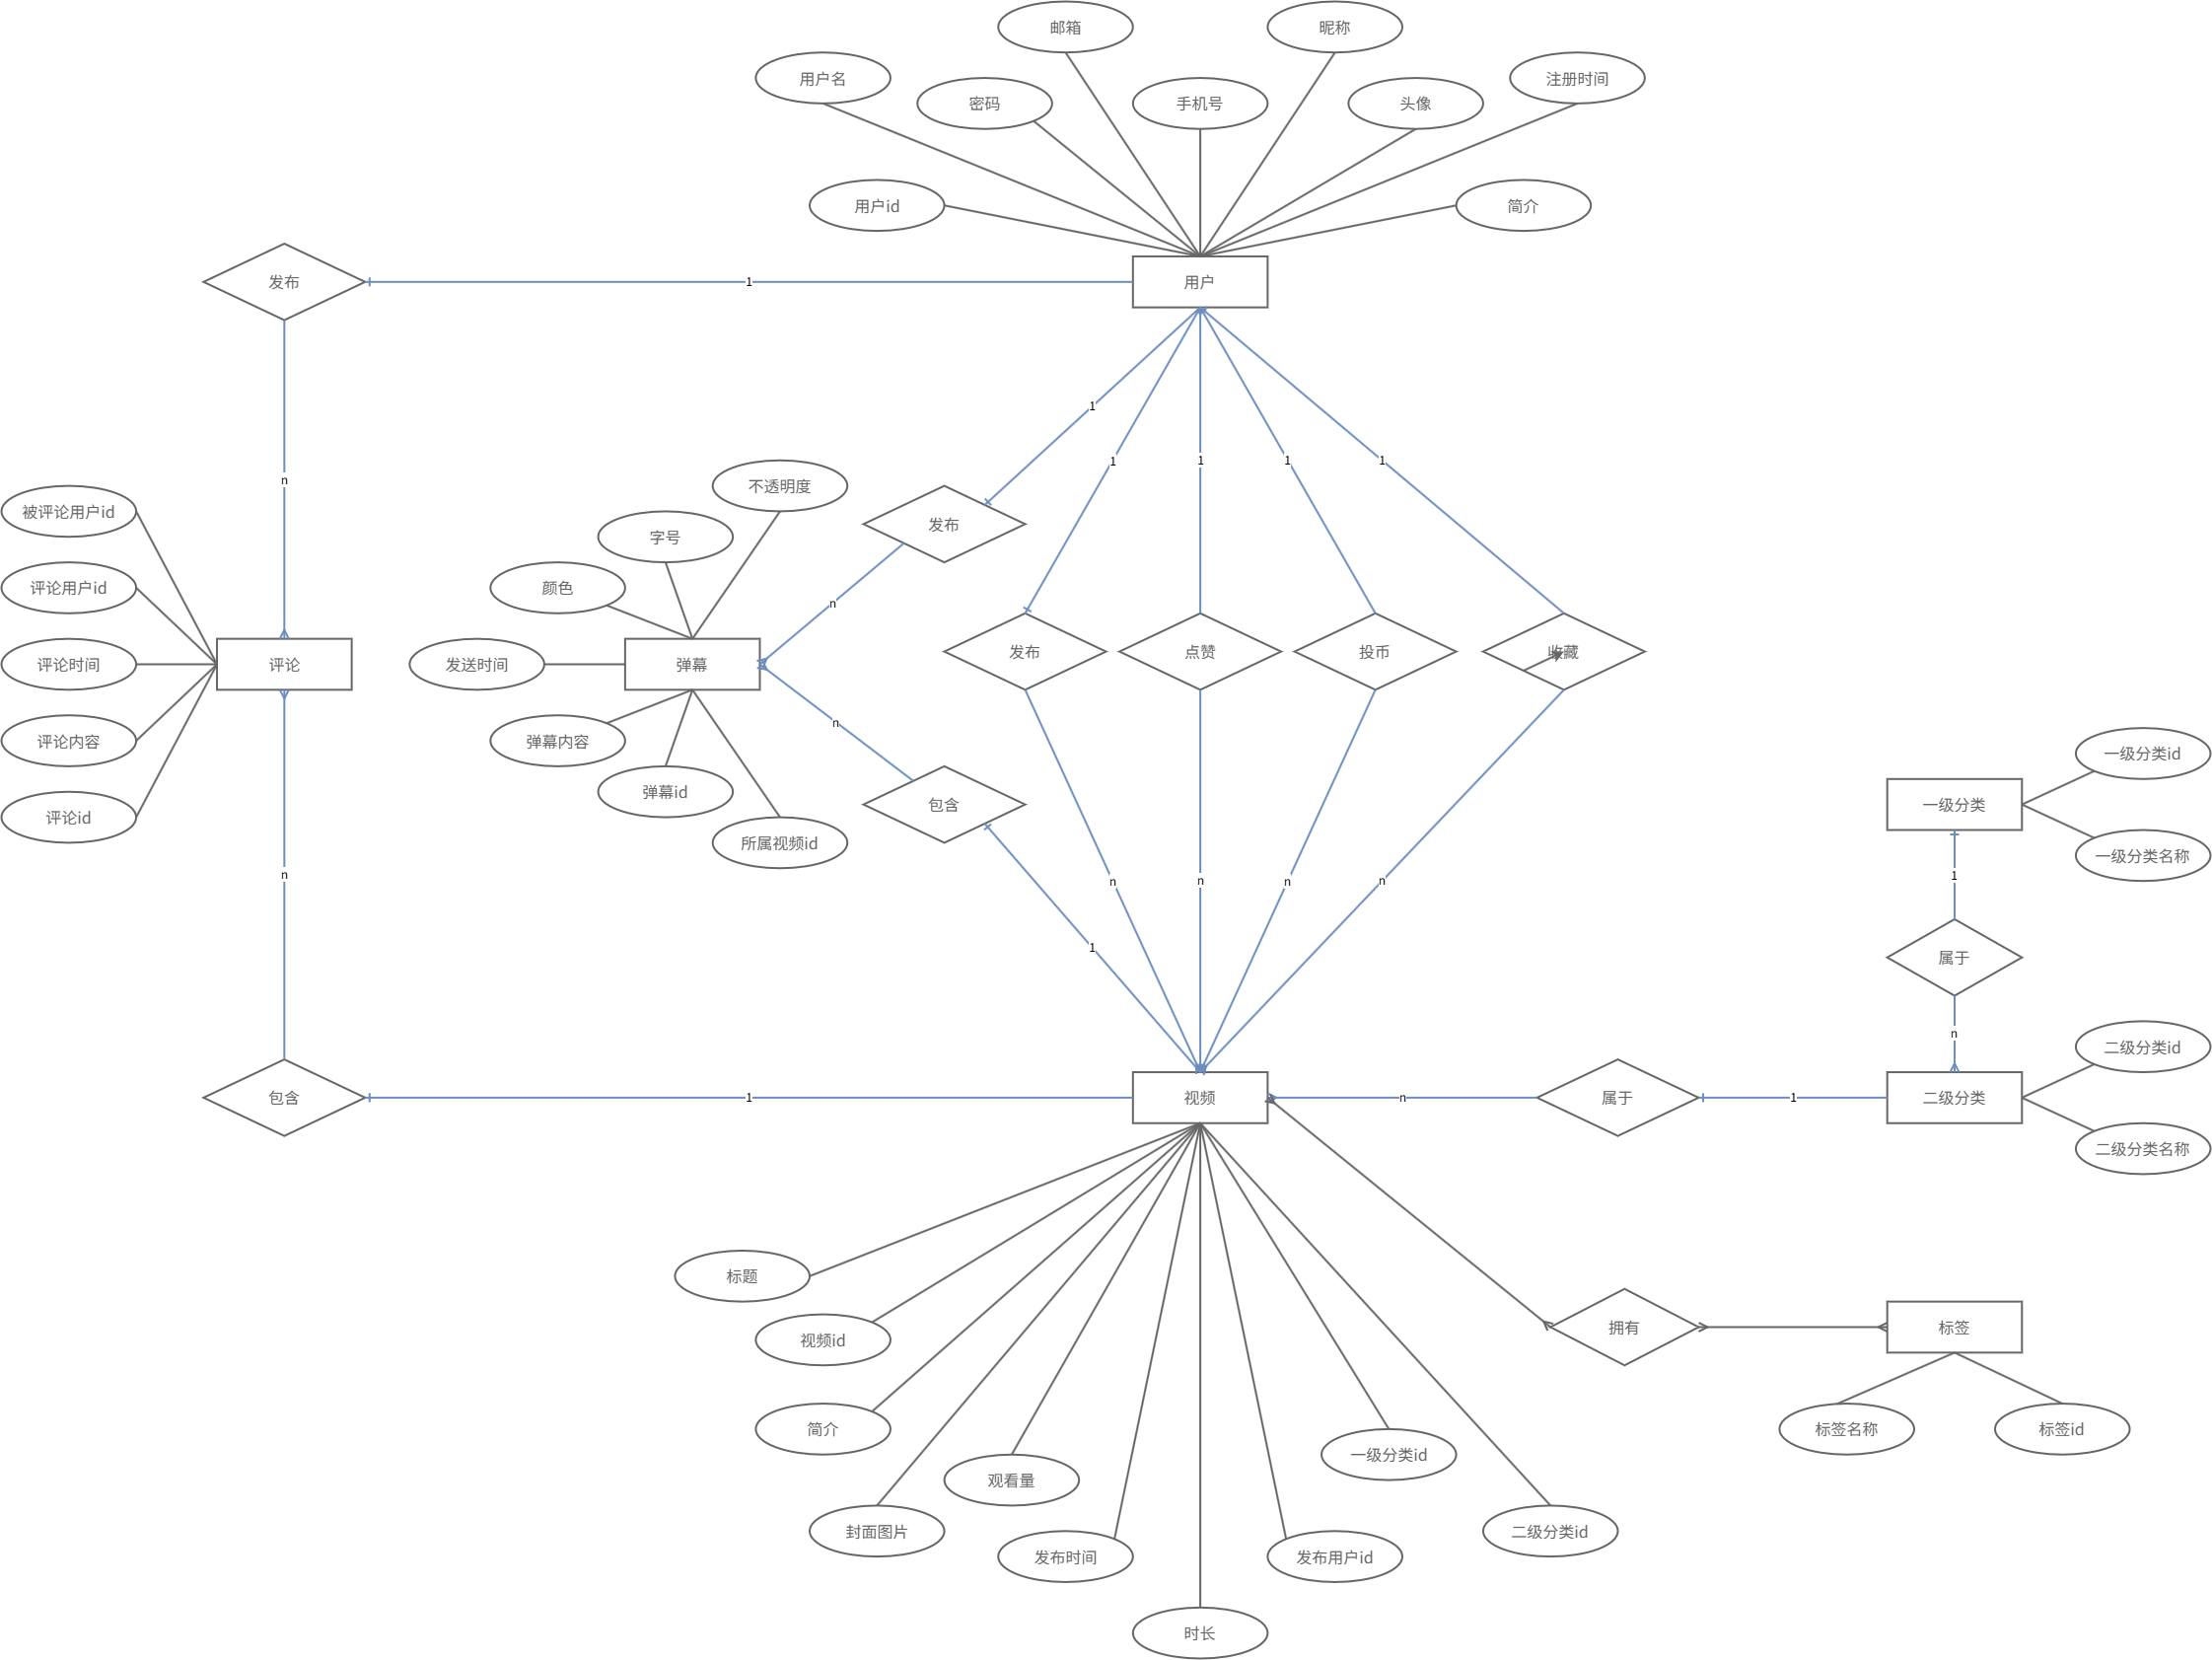 邮箱
昵称
用户名
注册时间
密码
手机号
头像
用户id
简介
发布
1
用户
1
1
1
1
1
n
不透明度
被评论用户id
发布
字号
评论用户id
颜色
n
发布
点赞
投币
收藏
评论时间
评论
发送时间
弹幕
n
评论内容
弹幕内容
一级分类id
弹幕id
包含
一级分类
评论id
所属视频id
一级分类名称
n
n
n
n
n
1
1
属于
n
二级分类id
包含
1
视频
n
属于
1
二级分类
二级分类名称
标题
拥有
标签
视频id
简介
标签名称
标签id
一级分类id
观看量
封面图片
二级分类id
发布时间
发布用户id
时长